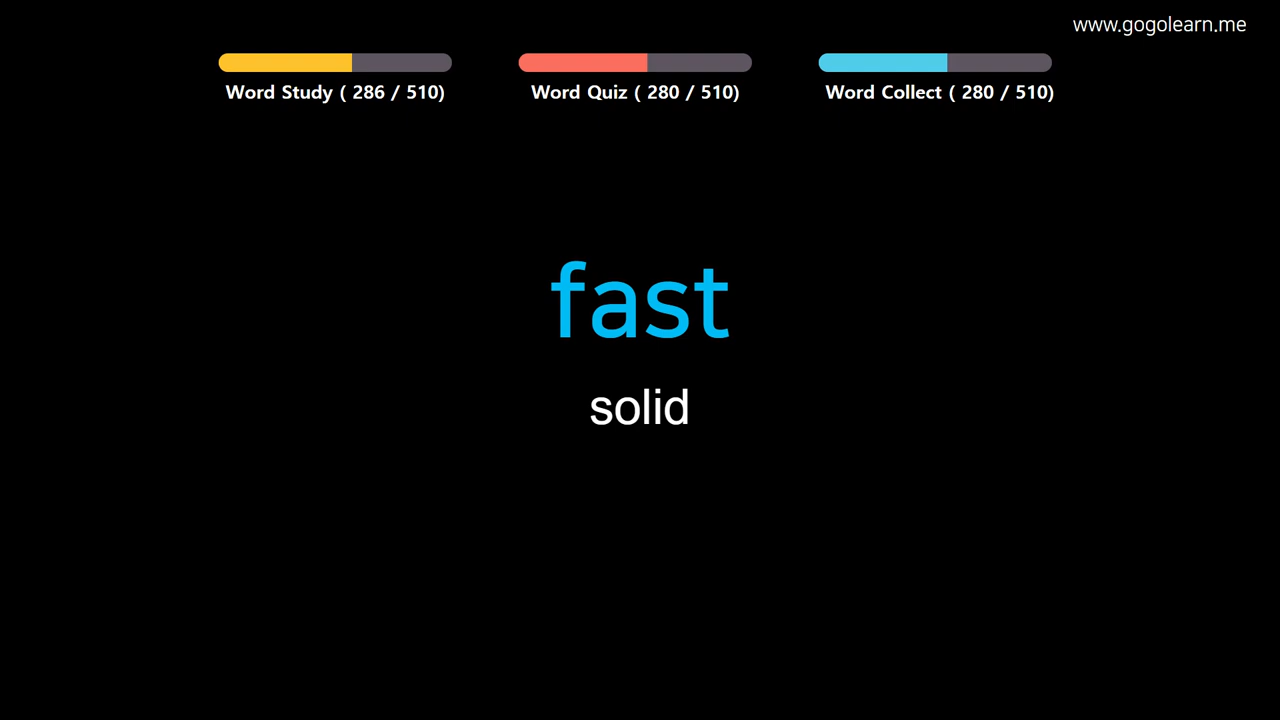 www.gogolearn.me
Word Study ( 286 / 510)
Word Quiz ( 280 / 510)
Word Collect ( 280 / 510)
fast
solid